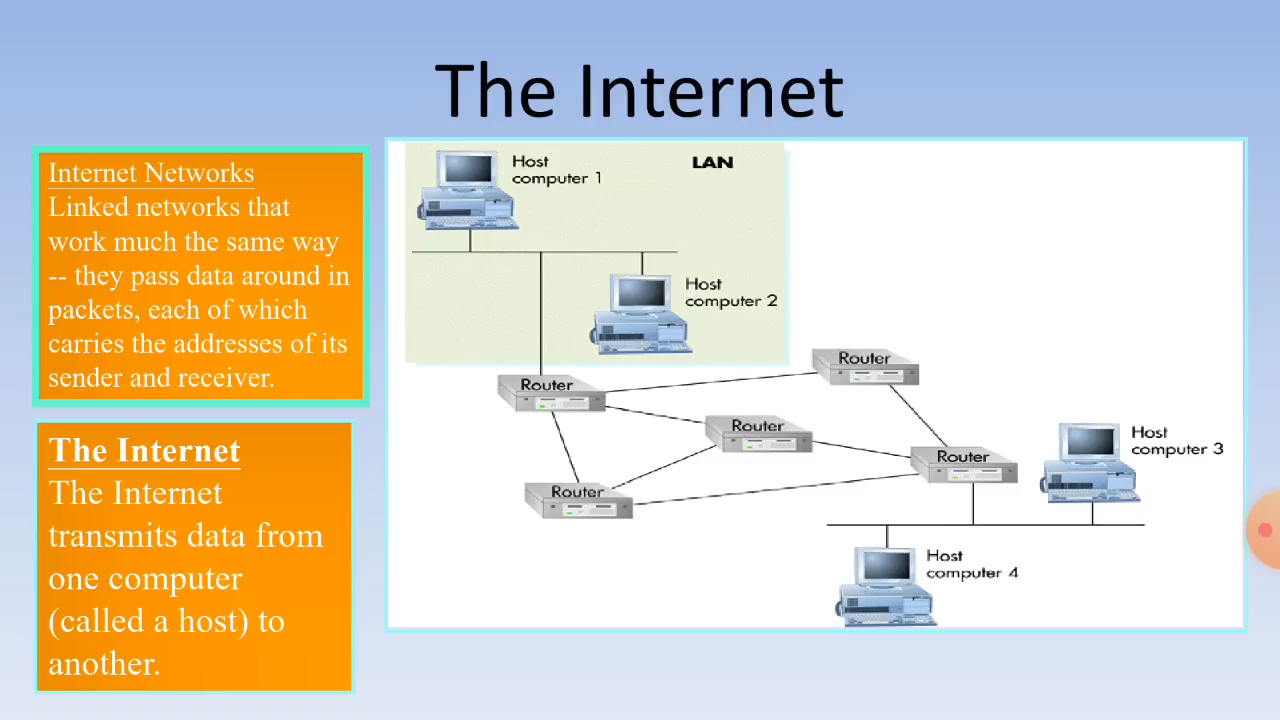 The Internet
Internet Networks
Linked networks that
work much the same way
-- they pass data around in
packets, each of which
carries the addresses of its
sender and receiver.
The Internet
The Internet
transmits data from
one computer
(called a host) to
another.
Host
computer 1
LAN
Host
computer 2
Router
Router
Router
Router
Router
Host
computer 3
Host
computer 4